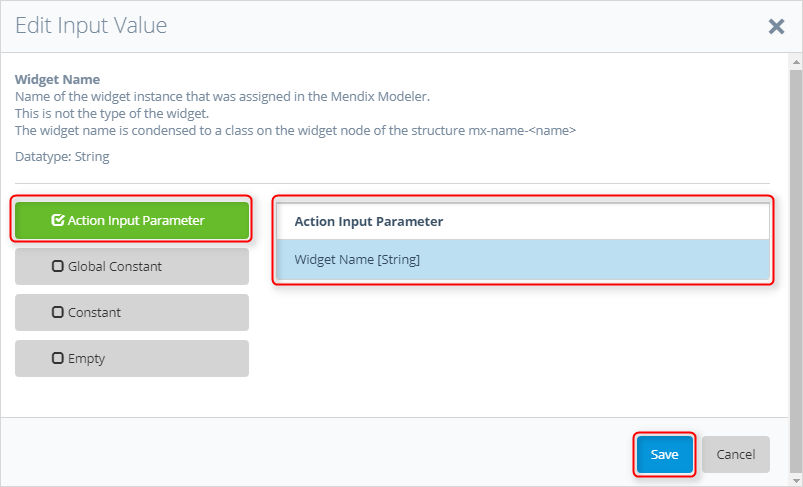 Edit Input Value
Widget Name
Name of the widget instance that was assigned in the Mendix Modeler.
This is not the type of the widget.
The widget name is condensed to a class on the widget node of the structure mx-name-<name>
Datatype: String
Action Input Parameter
Global Constant
Constant
Empty
Action Input Parameter
Widget Name [String]
Save
Cancel